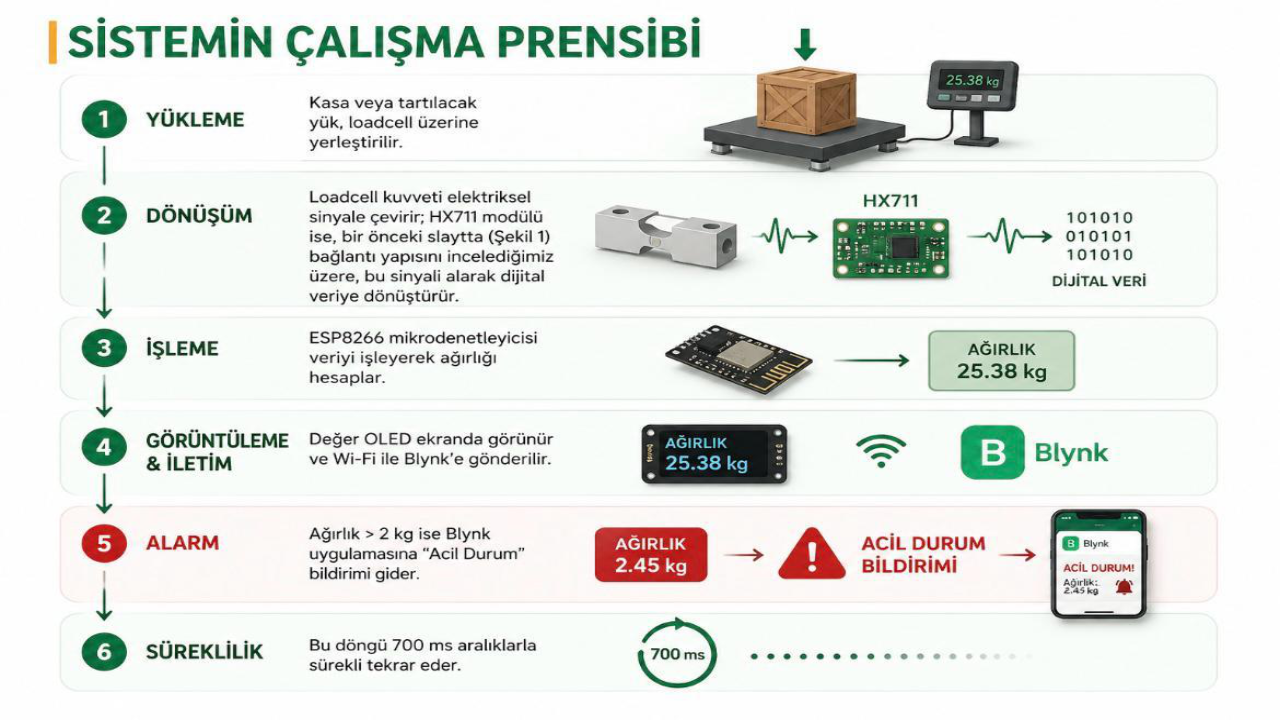 SİSTEMİN ÇALIŞMA PRENSİBİ
1
YÜKLEME
Kasa veya tartılacak
yük, loadcell üzerine
yerleştirilir.
25.38 kg
2
DÖNÜŞÜM
Loadcell kuvveti elektriksel
sinyale çevirir; HX711 modülü
ise, bir önceki slaytta (Şekil 1)
bağlantı yapısını incelediğimiz
üzere, bu sinyali alarak dijital
veriye dönüştürür.
HX711
101010
010101
101010
DİJİTAL VERİ
3
İŞLEME
ESP8266 mikrodenetleyicisi
veriyi işleyerek ağırlığı
hesaplar.
AĞIRLIK
25.38 kg
4
GÖRÜNTÜLEME
& İLETİM
Değer OLED ekranda görünür
ve Wi-Fi ile Blynk'e gönderilir.
AĞIRLIK
25.38 kg
B Blynk
5
ALARM
Ağırlık > 2 kg ise Blynk
uygulamasına “Acil Durum”
bildirimi gider.
AĞIRLIK
2.45 kg
ACİL DURUM
BİLDİRİMİ
B Blynk
ACİL DURUM!
Ağırlık:
2.45 kg
6
SÜREKLİLİK
Bu döngü 700 ms aralıklarla
sürekli tekrar eder.
700 ms